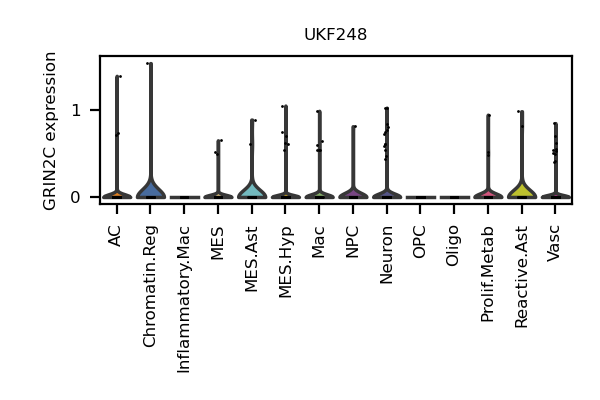 UKF248
GRIN2C expression
1
0
AC
Chromatin.Reg
Inflammatory.Mac
MES
MES.Ast
MES.Hyp
Mac
NPC
Neuron
OPC
Oligo
Prolif.Metab
Reactive.Ast
Vasc